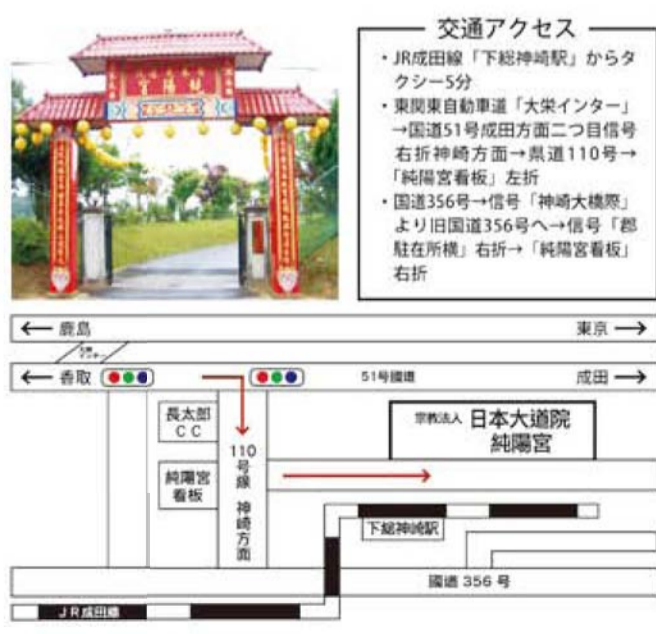 純陽宮
交通アクセス
・JR成田線「下総神崎駅」からタ
クシー5分
・東関東自動車道「大栄インター」
→国道51号成田方面二つ目信号
右折神崎方面→県道110号→
「純陽宮看板」左折
・国道356号→信号「神崎大橋際」
より旧国道356号へ→信号「郡
駐在所横」右折→「純陽宮看板」
右折
← 鹿島
東京 →
← 香取
51号國道
成田 →
長太郎
CC
110号線 神崎方面
宗教法人 日本大道院
純陽宮
純陽宮
看板
下総神崎駅
國道 356 号
JR成田線